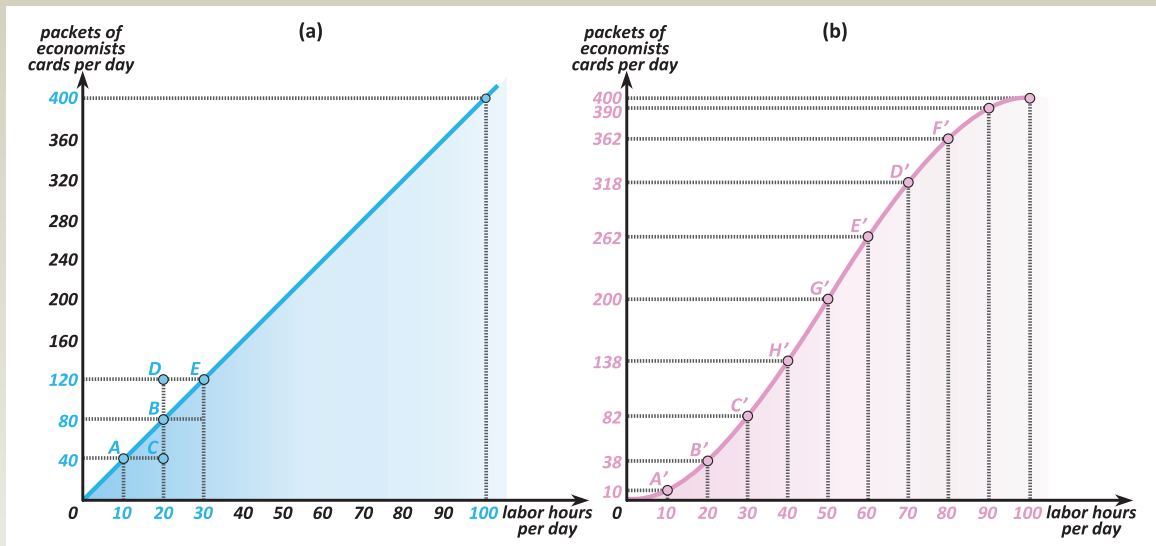 (a)
packets of
economists
cards per day
400
360
320
280
240
200
160
120
80
40
D
E
B
A
C
0
10
20
30
40
50
60
70
80
90
100
labor hours
per day
(b)
packets of
economists
cards per day
400
390
362
318
262
200
138
82
38
10
F’
D’
E’
G’
H’
C’
B’
A’
0
10
20
30
40
50
60
70
80
90
100
labor hours
per day